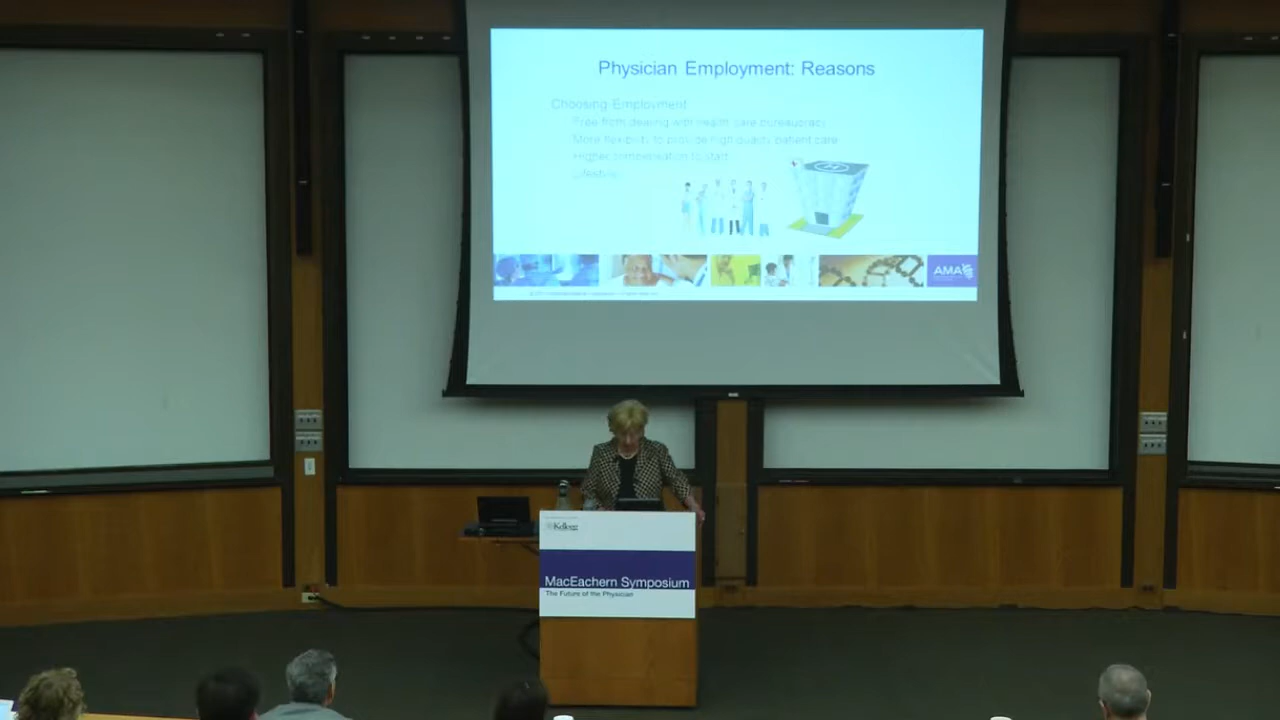 Physician Employment: Reasons
Choosing Employment
Free from dealing with health care bureaucracy
More flexibility to provide high quality patient care
Higher compensation to start
Lifestyle
AMA
Kellogg
MacEachern Symposium
The Future of the Physician